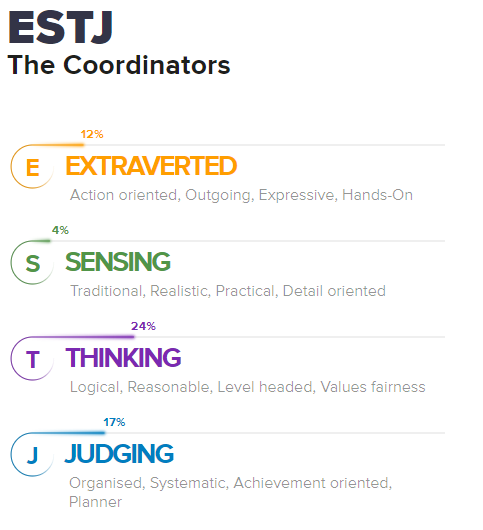 ESTJ
The Coordinators
12%
E EXTRAVERTED
Action oriented, Outgoing, Expressive, Hands-On
4%
S SENSING
Traditional, Realistic, Practical, Detail oriented
24%
T THINKING
Logical, Reasonable, Level headed, Values fairness
17%
J JUDGING
Organised, Systematic, Achievement oriented,
Planner